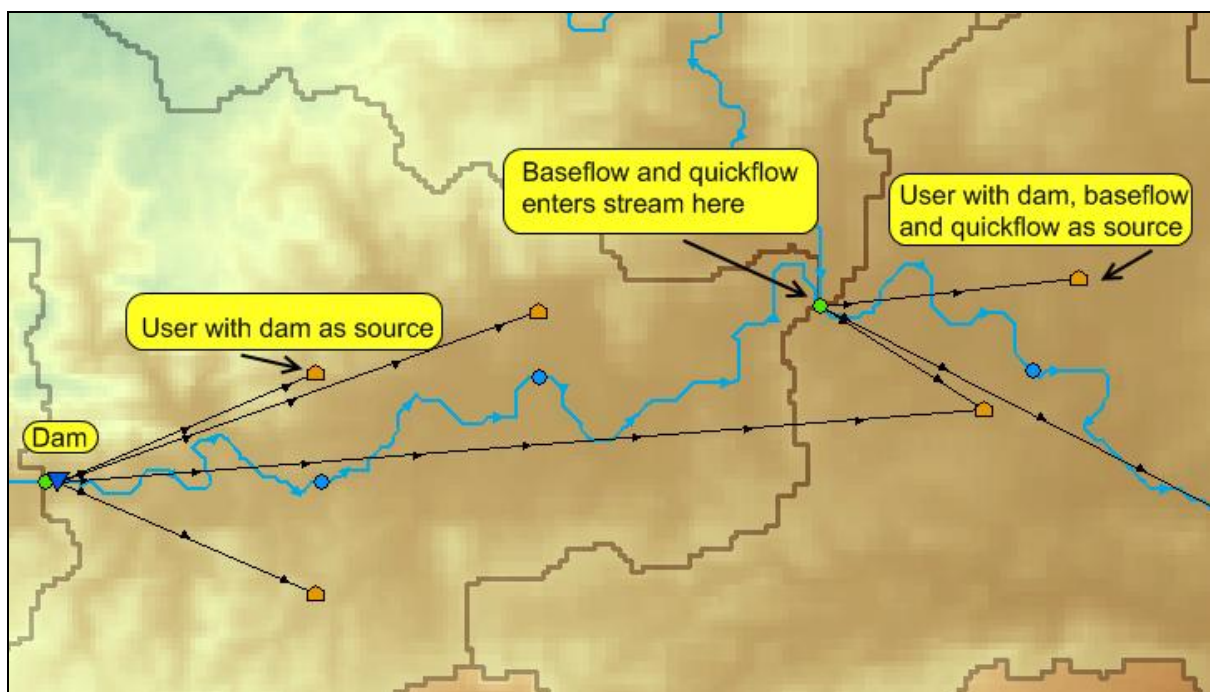 Baseflow and quickflow
enters stream here
User with dam, baseflow
and quickflow as source
User with dam as source
Dam